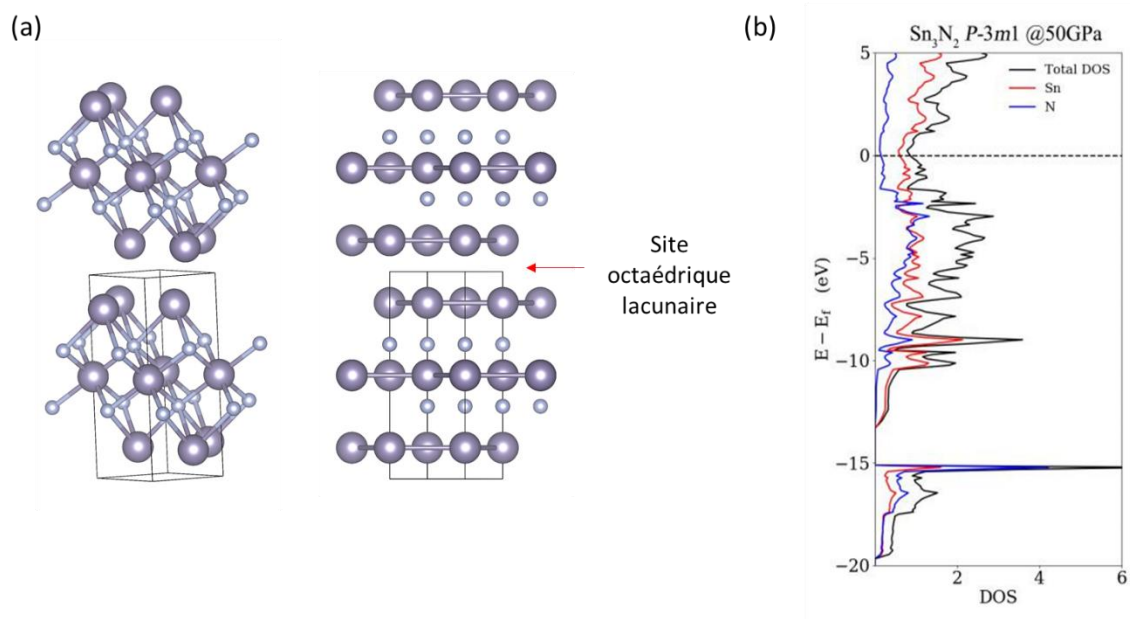 (a)
Site
octaédrique
lacunaire
(b)
Sn3N2 P-3m1 @50GPa
Total DOS
Sn
N
E − Ef (eV)
5
0
−5
−10
−15
−20
2
4
6
DOS